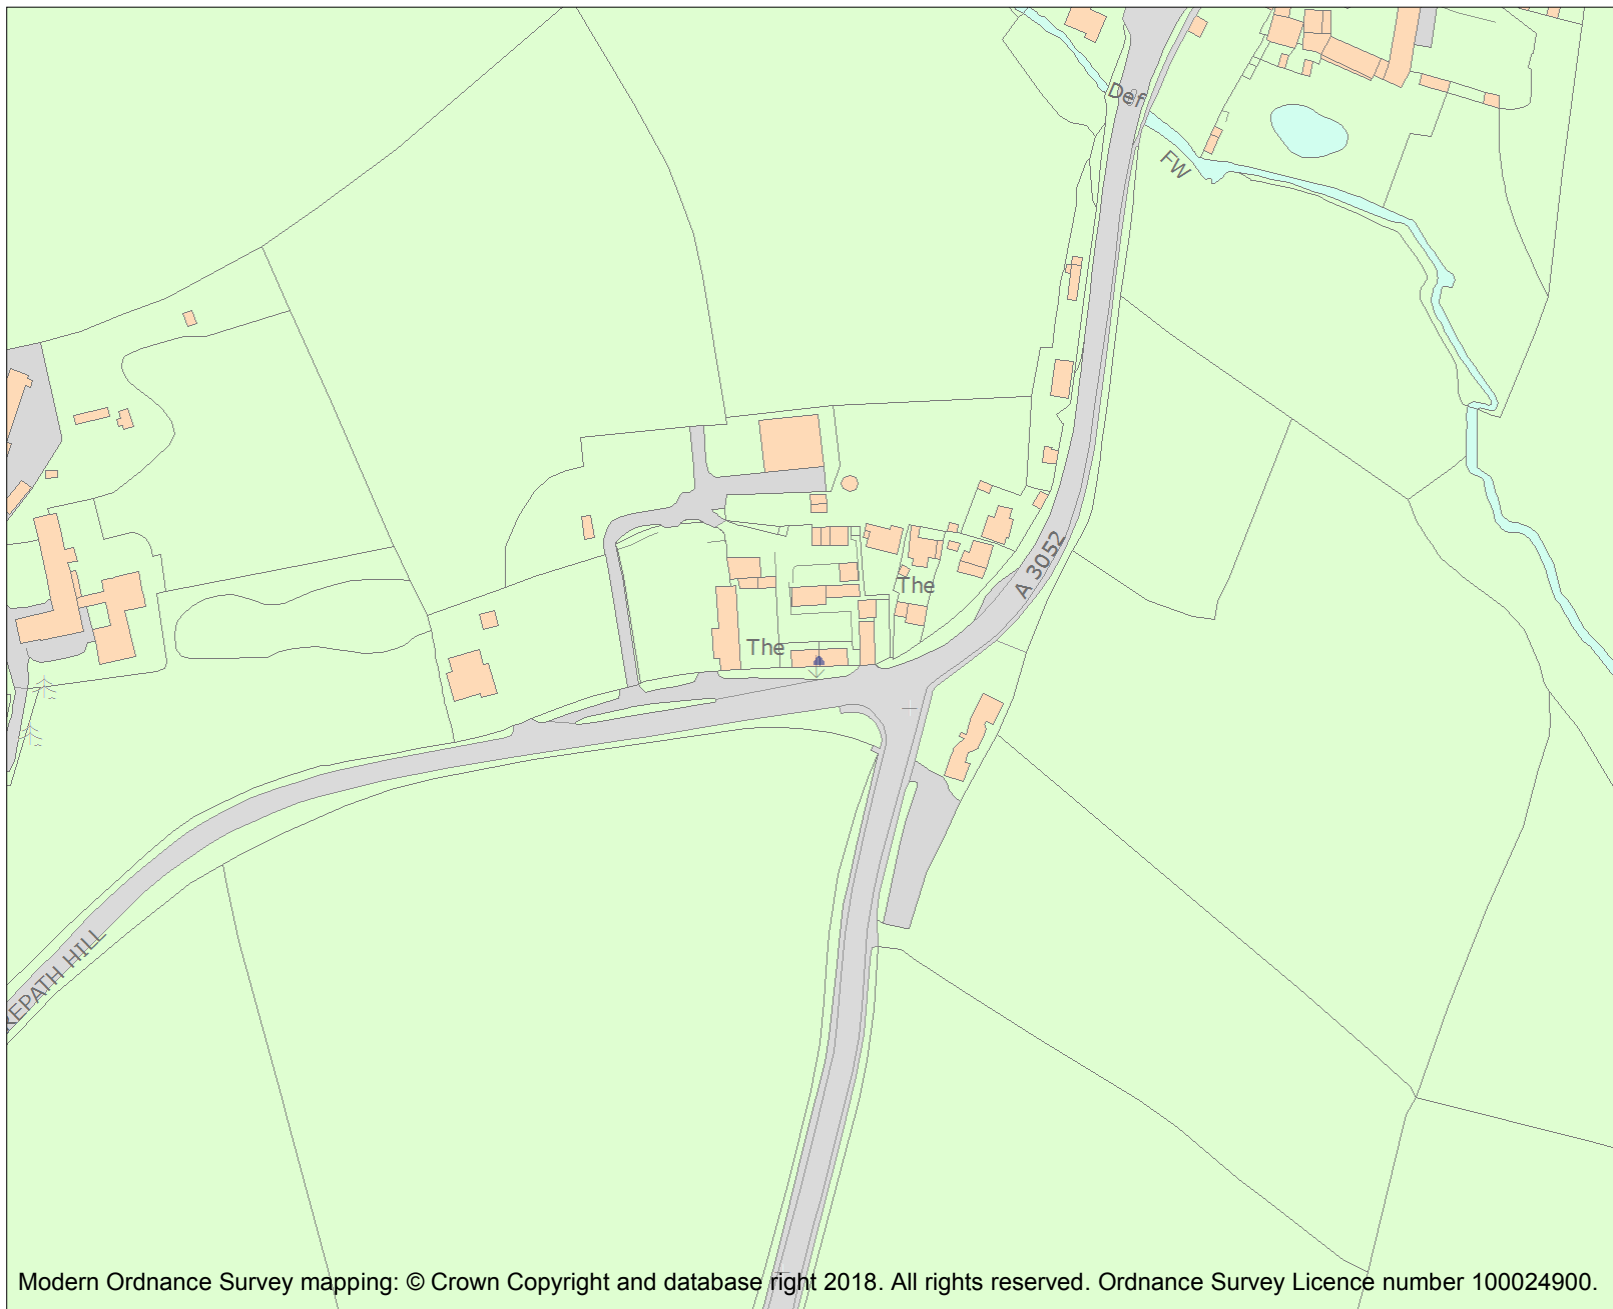 Def
FW
A 3052
The
The
REPATH HILL
Modern Ordnance Survey mapping: © Crown Copyright and database right 2018. All rights reserved. Ordnance Survey Licence number 100024900.